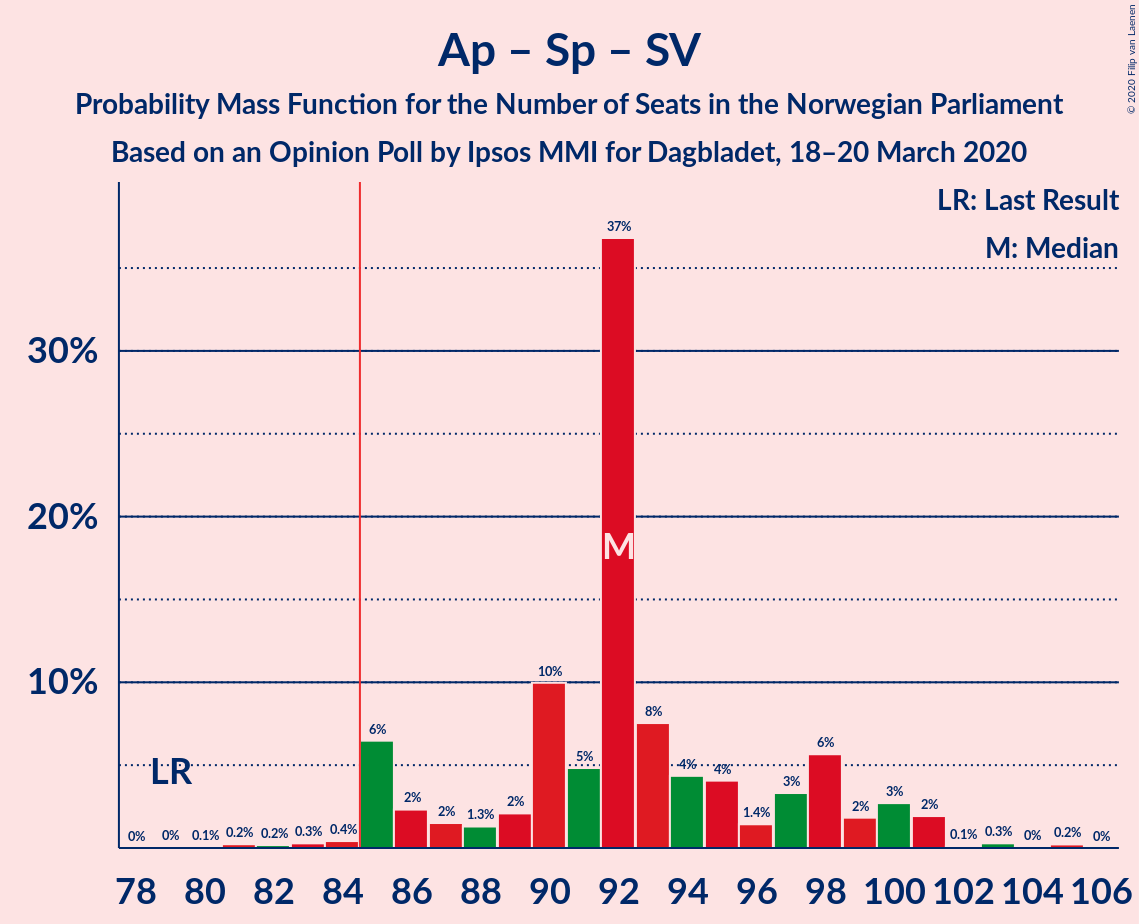 Ap – Sp – SV
Probability Mass Function for the Number of Seats in the Norwegian Parliament
Based on an Opinion Poll by Ipsos MMI for Dagbladet, 18–20 March 2020
© 2020 Filip van Laenen
LR: Last Result
M: Median
30%
20%
10%
LR
M
0% 0% 0.1% 0.2% 0.2% 0.3% 0.4% 6% 2% 2% 1.3% 2% 10% 5% 37% 8% 4% 4% 1.4% 3% 6% 2% 3% 2% 0.1% 0.3% 0% 0.2% 0%
78 80 82 84 86 88 90 92 94 96 98 100 102 104 106